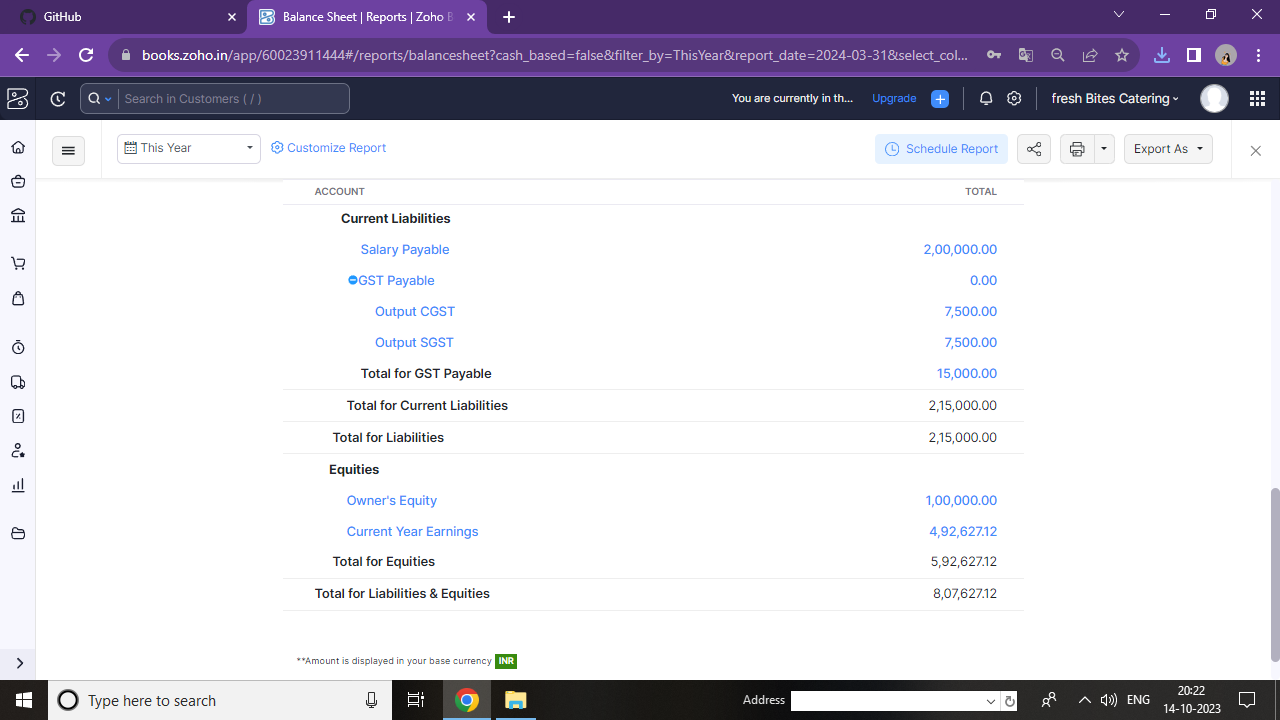 GitHub
Balance Sheet | Reports | Zoho B
books.zoho.in/app/60023911444#/reports/balancesheet?cash_based=false&filter_by=ThisYear&report_date=2024-03-31&select_col...
Search in Customers ( / )
You are currently in th...
Upgrade
fresh Bites Catering
This Year
Customize Report
Schedule Report
Export As
ACCOUNT TOTAL
Current Liabilities
Salary Payable 2,00,000.00
GST Payable 0.00
Output CGST 7,500.00
Output SGST 7,500.00
Total for GST Payable 15,000.00
Total for Current Liabilities 2,15,000.00
Total for Liabilities 2,15,000.00
Equities
Owner's Equity 1,00,000.00
Current Year Earnings 4,92,627.12
Total for Equities 5,92,627.12
Total for Liabilities & Equities 8,07,627.12
**Amount is displayed in your base currency INR
Type here to search
Address
ENG
20:22
14-10-2023